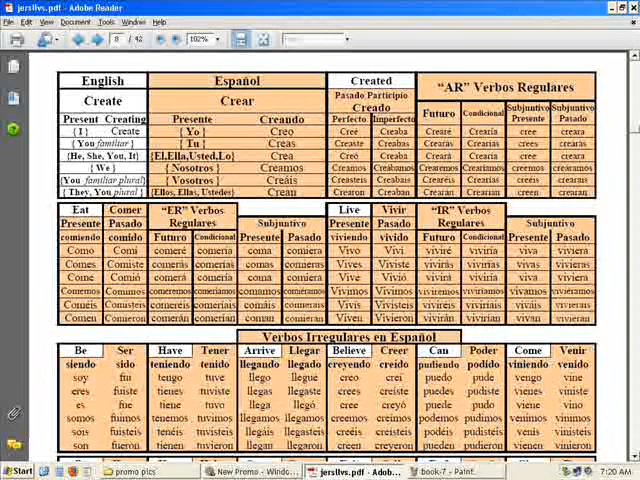 jersllvs.pdf - Adobe Reader
File Edit View Document Tools Window Help
8 / 42 102%
English Español Created "AR" Verbos Regulares
Create Crear Pasado Participio Creado
Present Creating Presente Creando Perfecto Imperfecto Futuro Condicional Subjuntivo Presente Subjuntivo Pasado
{ I } Create { Yo } Creo Creé Creaba Crearé Crearía cree creara
{ You familiar } { Tu } Creas Creaste Creabas Crearás Crearías crees crearas
{He, She, You, It} {El,Ella,Usted,Lo} Crea Creó Creaba Creará Crearía cree creara
{ We } { Nosotros } Creamos Creamos Creábamos Crearemos
{You familiar plural} { Vosotros } Creáis Creasteis Creabais
{ They, You plural } {Ellos, Ellas, Ustedes} Crean Crearon Creaban Crearán Crearían creen crearan
Eat Comer "ER" Verbos Regulares Subjuntivo Live Vivir "IR" Verbos Regulares Subjuntivo
Presente Pasado Presente Pasado
comiendo comido Futuro Condicional Presente Pasado viviendo vivido Futuro Condicional Presente Pasado
Como Comí comeré comería coma comiera Vivo Viví viviré viviría viva viviera
Comes Comiste comerás comerías comas comieras Vives Viviste vivirás vivirías vivas vivieras
Come Comió comerá comería coma comiera Vive Vivió vivirá viviría viva viviera
Comemos Comimos comeremos comeríamos comamos Vivimos Vivimos viviremos viviríamos vivamos
Coméis Comisteis comeréis comeríais comáis comierais Vivís Vivisteis viviréis viviríais viváis vivierais
Comen Comieron comerán comerían coman comieran Viven Vivieron vivirán vivirían vivan vivieran
Verbos Irregulares en Español
Be Ser Have Tener Arrive Llegar Believe Creer Can Poder Come Venir
siendo sido teniendo tenido llegando llegado creyendo creído pudiendo podido viniendo venido
soy fui tengo tuve llego llegué creo creí puedo pude vengo vine
eres fuiste tienes tuviste llegas llegaste crees creíste puedes pudiste vienes viniste
es fue tiene tuvo llega llegó cree creyó puede pudo viene vino
somos fuimos tenemos tuvimos llegamos llegamos creemos creímos podemos pudimos venimos vinimos
sois fuisteis tenéis tuvisteis llegáis llegasteis creéis creísteis podéis pudisteis venís vinisteis
son fueron tienen tuvieron llegan llegaron creen creyeron pueden pudieron vienen vinieron
Start promo pics New Promo - Windo... jersllvs.pdf - Adob... book-7 - Paint 7:20 AM